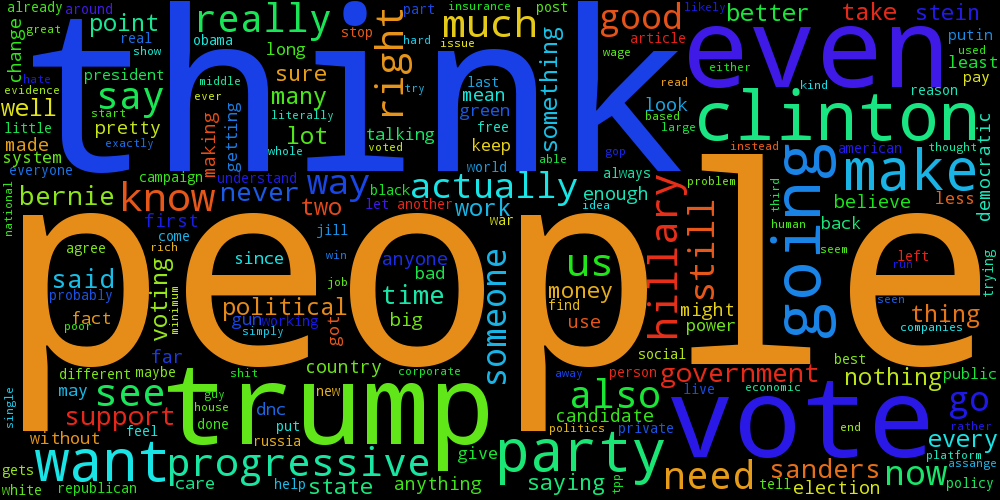 already
around
really
part
insurance
post
good
likely
better
take
stein
great
point
real
obama
long
stop
hard
much
issue
article
even
putin
change
show
think
right
something
used
least
hate
president
middle
sure
try
last
mean
read
either
kind
pay
evidence
say
ever
many
literally
green
look
based
large
clinton
reason
well
start
pretty
making
getting
lot
talking
free
keep
little
exactly
whole
voted
able
gop
instead
american
thought
made
system
everyone
campaign
understand
way
black
actually
world
always
problem
make
democratic
bernie
know
never
two
let
another
work
enough
idea
hillary
still
third
going
believe
less
national
first
jill
war
human
back
come
people
agree
rich
since
win
anyone
us
seem
left
run
trying
said
voting
job
bad
someone
money
probably
minimum
political
time
find
might
seen
thing
fact
gun
working
got
big
use
power
companies
poor
simply
far
country
social
best
different
maybe
shit
corporate
away
person
government
nothing
public
may
see
trump
guy
new
also
live
economic
vote
single
support
house
dnc
put
candidate
go
feel
done
politics
private
end
rather
without
russia
party
every
want
progressive
give
need
sanders
platform
now
assange
gets
care
help
state
anything
saying
tpp
tell
election
policy
white
republican
wage